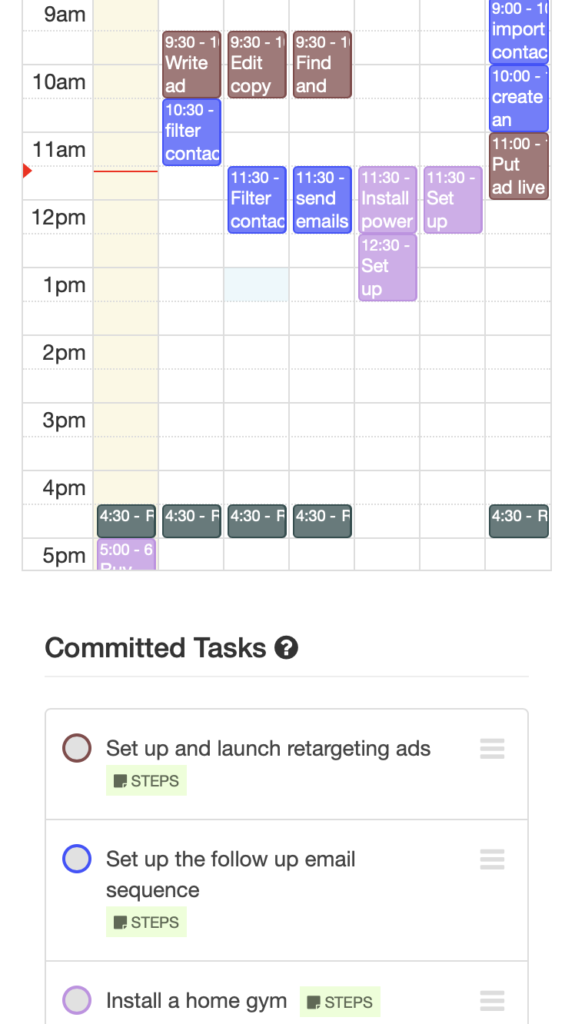 9am
9:00 - 1
import
contac
9:30 - 1
Write
ad
9:30 - 1
Edit
copy
9:30 - 1
Find
and
10am
10:00 -
create
an
10:30 -
filter
contac
11am
11:00 -
Put
ad live
11:30 -
Filter
contac
11:30 -
send
emails
11:30 -
Install
power
11:30 -
Set
up
12pm
12:30 -
Set
up
1pm
2pm
3pm
4pm
4:30 - R
4:30 - R
4:30 - R
4:30 - R
4:30 - R
5pm
5:00 - 6
Committed Tasks ?
Set up and launch retargeting ads
STEPS
Set up the follow up email
sequence
STEPS
Install a home gym STEPS